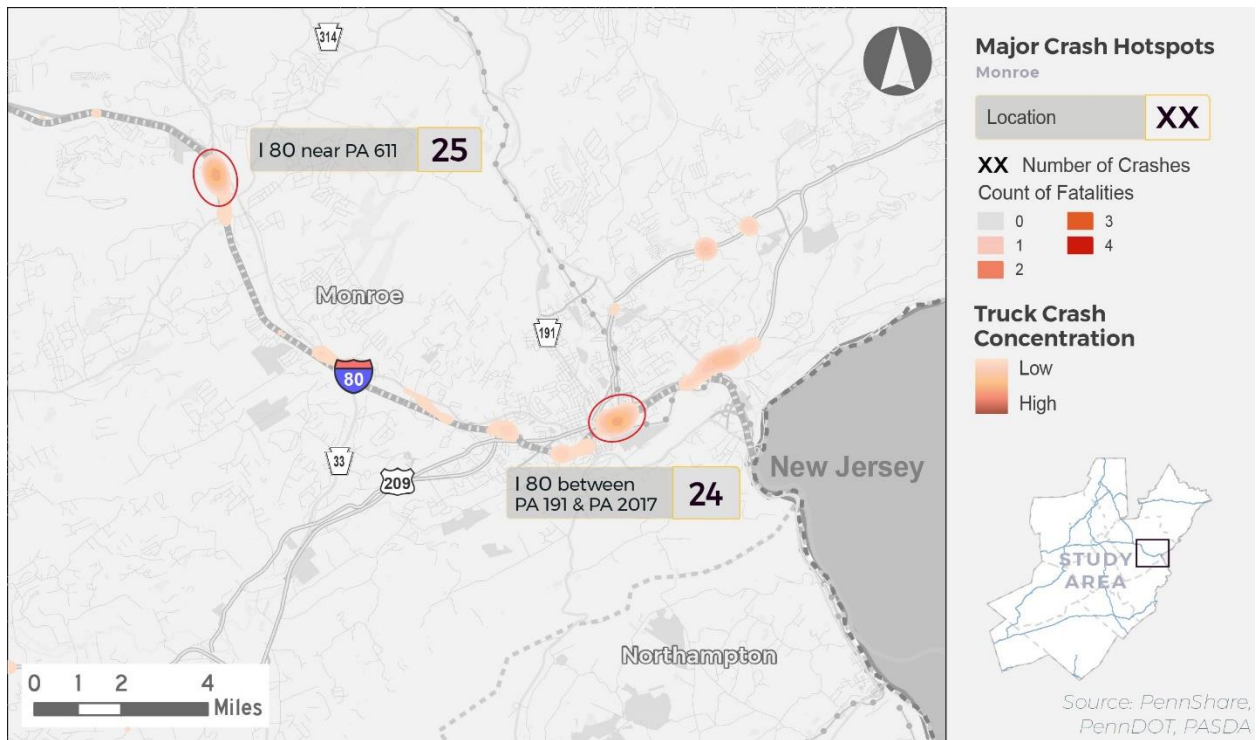 314
I 80 near PA 611 25
Monroe
191
80
33
209
I 80 between
PA 191 & PA 2017 24
New Jersey
Northampton
0 1 2 4
Miles
Major Crash Hotspots
Monroe
Location XX
XX Number of Crashes
Count of Fatalities
0 3
1 4
2
Truck Crash
Concentration
Low
High
STUDY
AREA
Source: PennShare,
PennDOT, PASDA